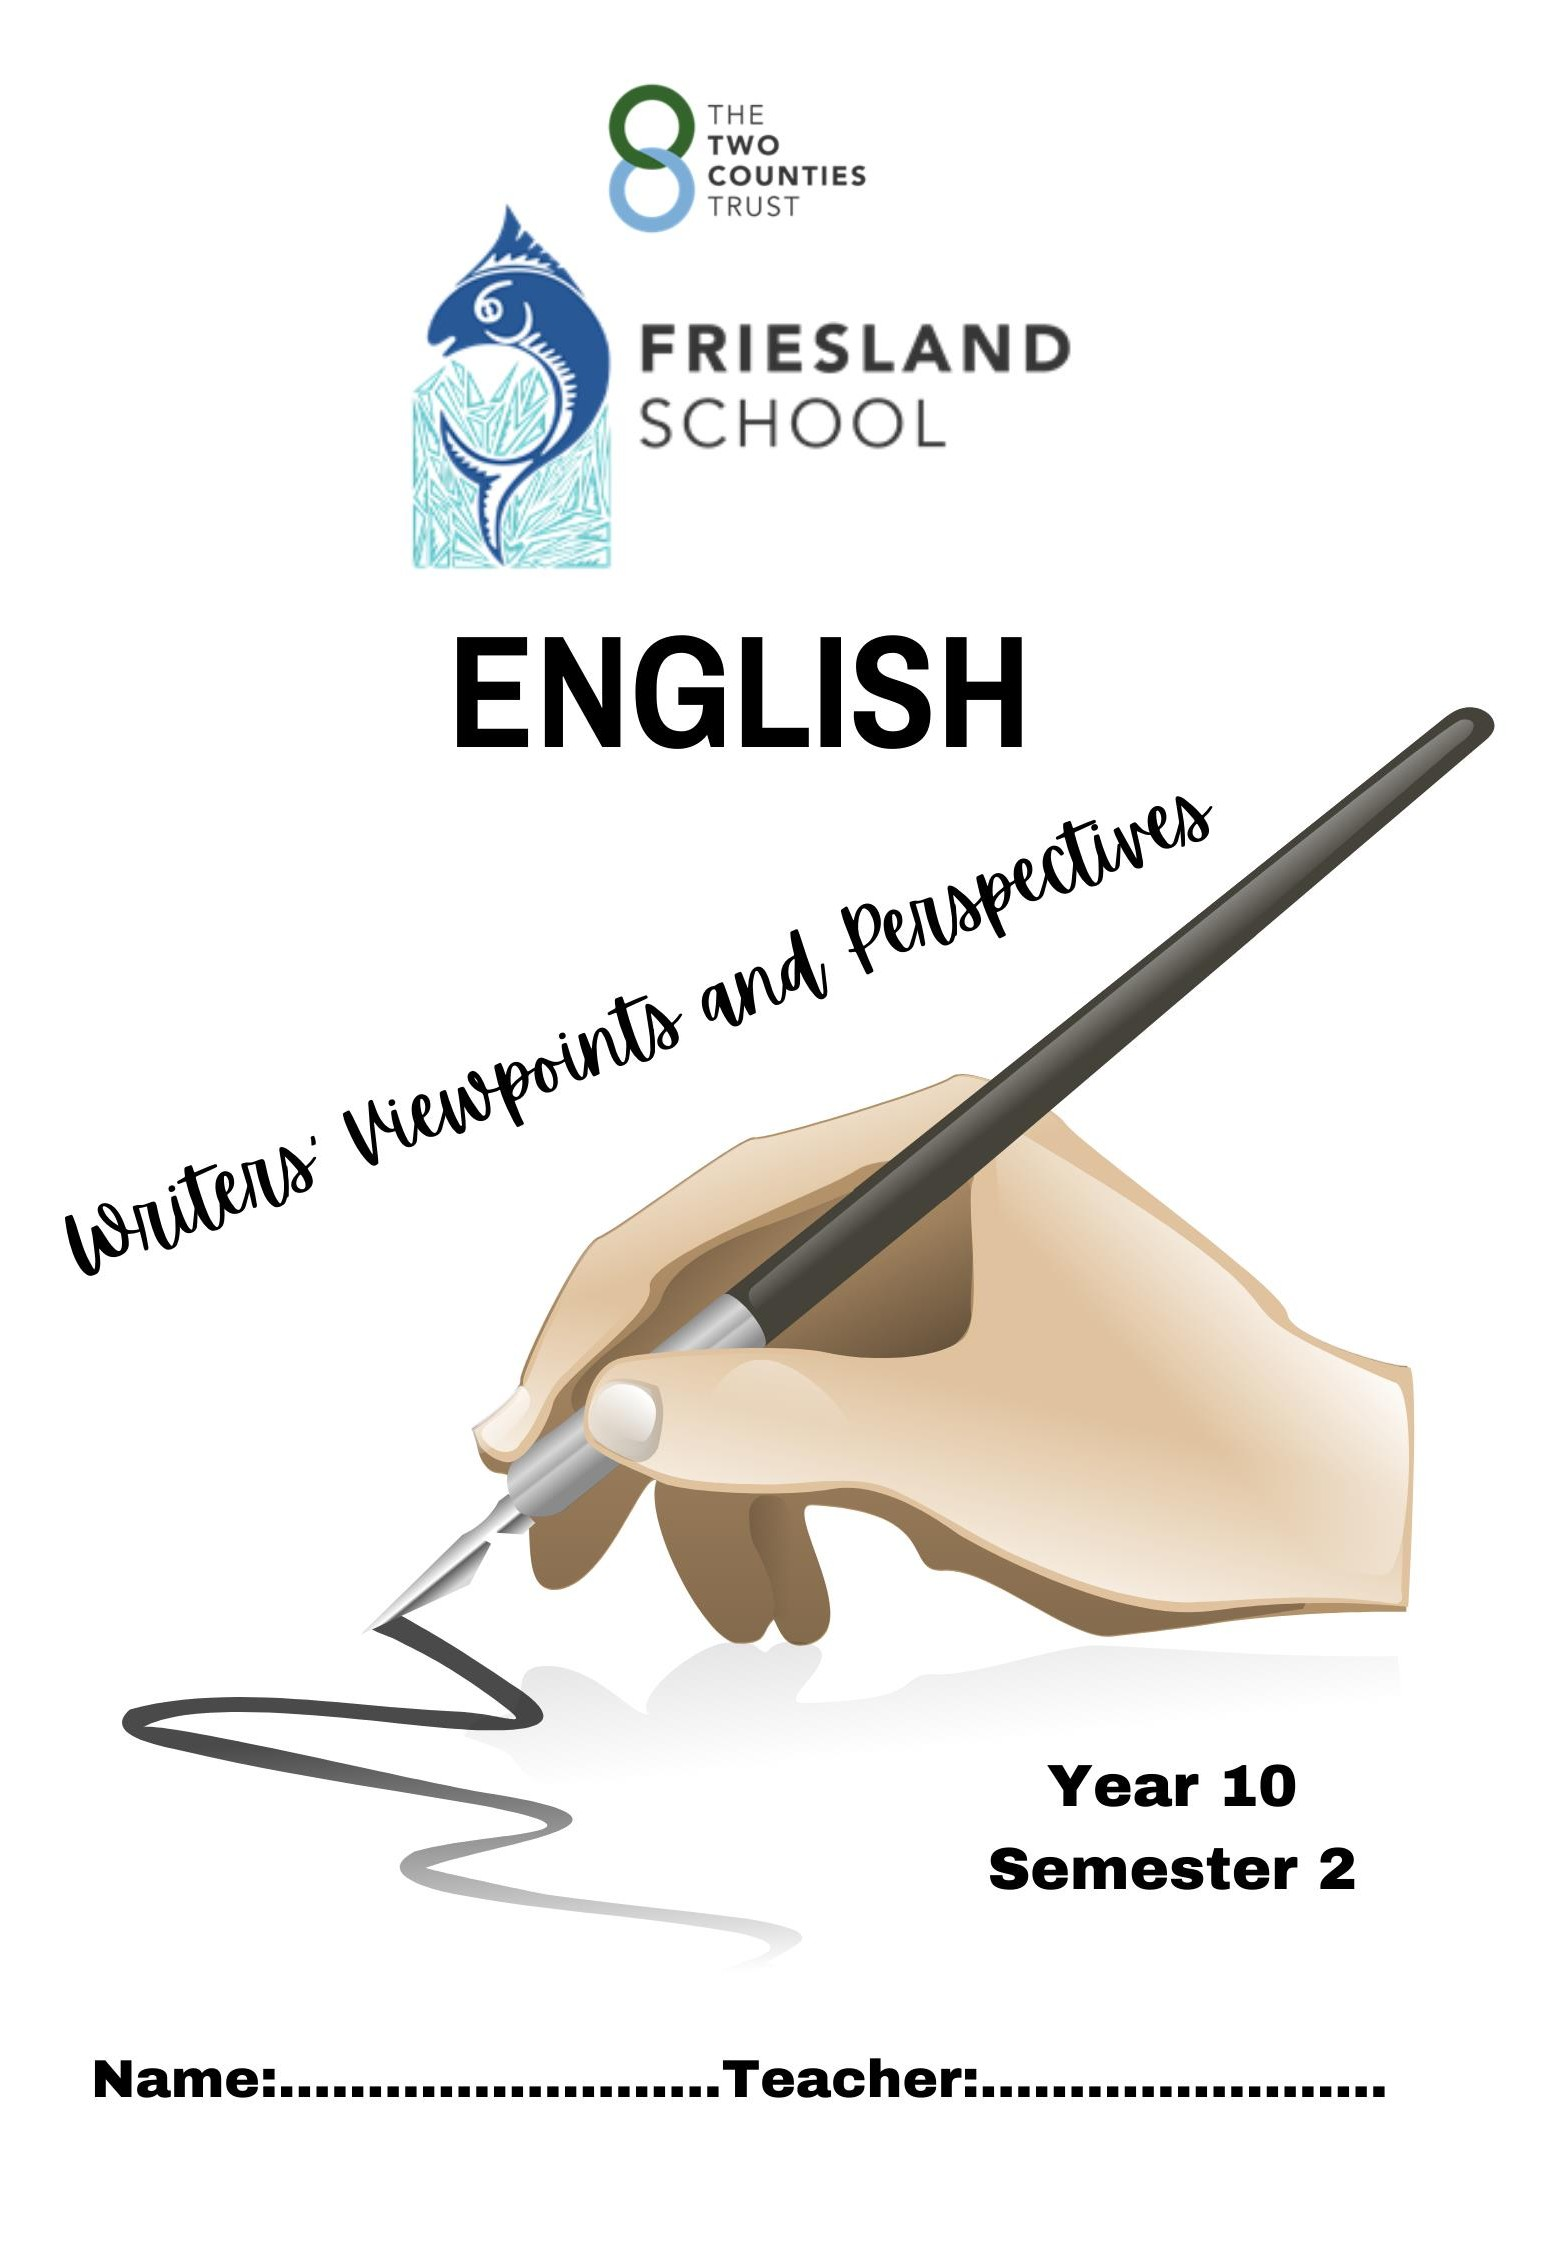 THE
TWO
COUNTIES
TRUST
FRIESLAND
SCHOOL
ENGLISH
Writers' Viewpoints and Perspectives
Year 10
Semester 2
Name:........................Teacher:......................